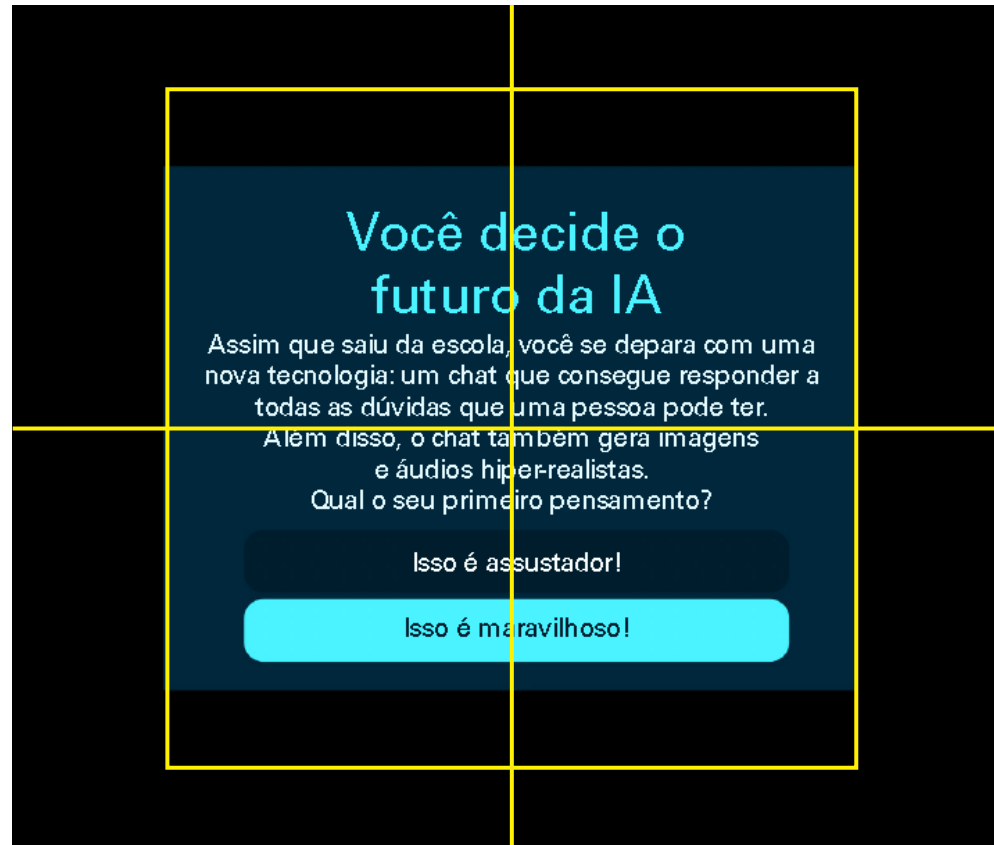 Você decide o
futuro da IA
Assim que saiu da escola, você se depara com uma
nova tecnologia: um chat que consegue responder a
todas as dúvidas que uma pessoa pode ter.
Além disso, o chat também gera imagens
e áudios hiper-realistas.
Qual o seu primeiro pensamento?
Isso é assustador!
Isso é maravilhoso!